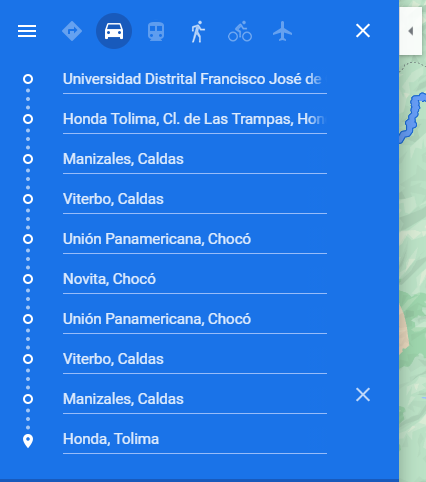 Universidad Distrital Francisco José de
Honda Tolima, Cl. de Las Trampas, Hon
Manizales, Caldas
Viterbo, Caldas
Unión Panamericana, Chocó
Novita, Chocó
Unión Panamericana, Chocó
Viterbo, Caldas
Manizales, Caldas
Honda, Tolima